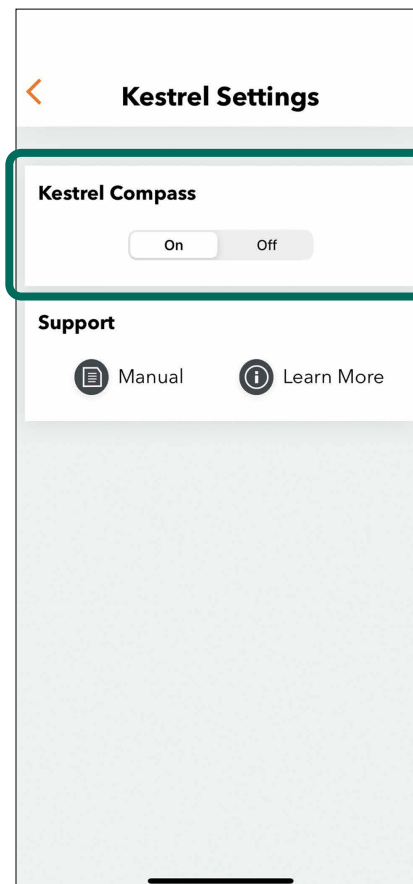 Kestrel Settings
Kestrel Compass
On Off
Support
Manual Learn More